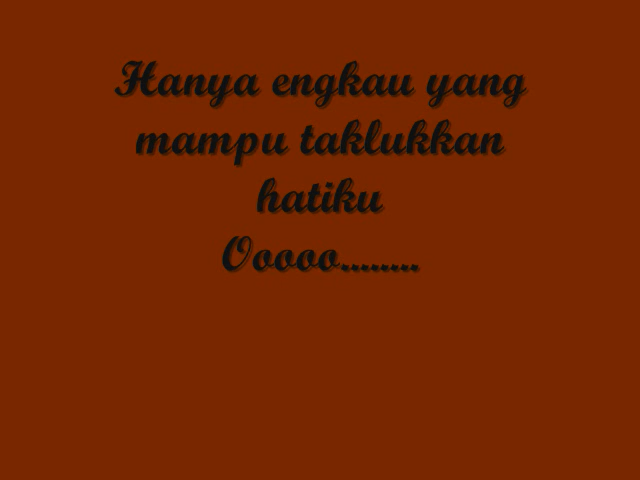 Hanya engkau yang
mampu taklukkan
hatiku
Ooooo........